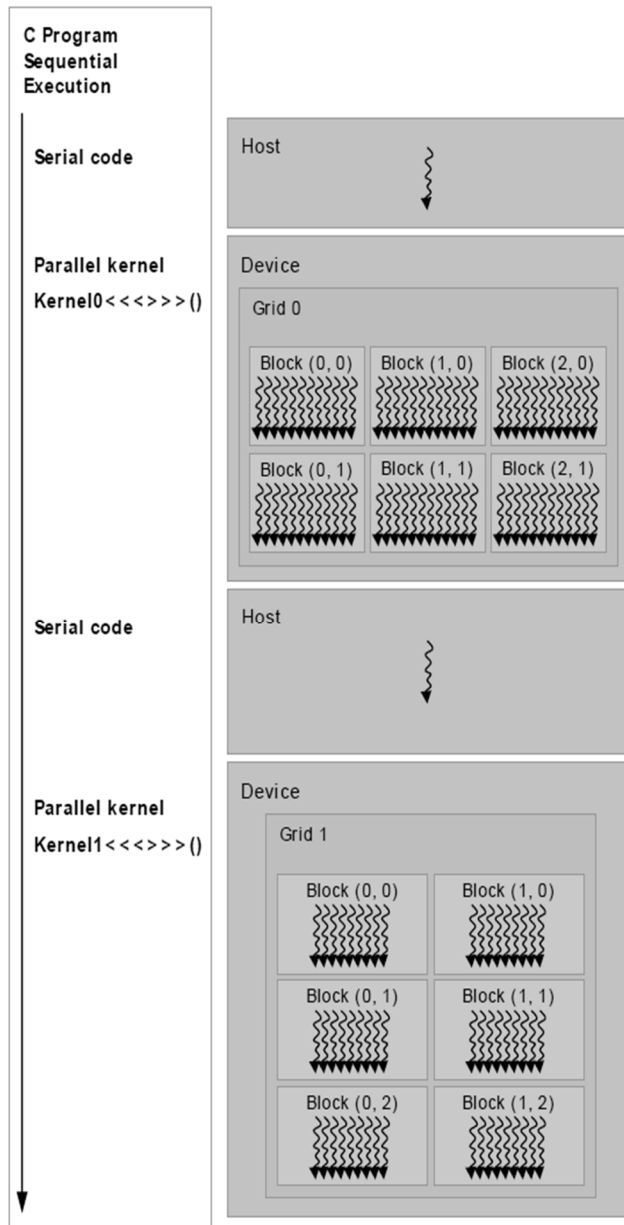 C Program
Sequential
Execution
Serial code
Host
Parallel kernel
Kernel0<<<>>>()
Device
Grid 0
Block (0, 0)
Block (1, 0)
Block (2, 0)
Block (0, 1)
Block (1, 1)
Block (2, 1)
Serial code
Host
Parallel kernel
Kernel1<<<>>>()
Device
Grid 1
Block (0, 0)
Block (1, 0)
Block (0, 1)
Block (1, 1)
Block (0, 2)
Block (1, 2)